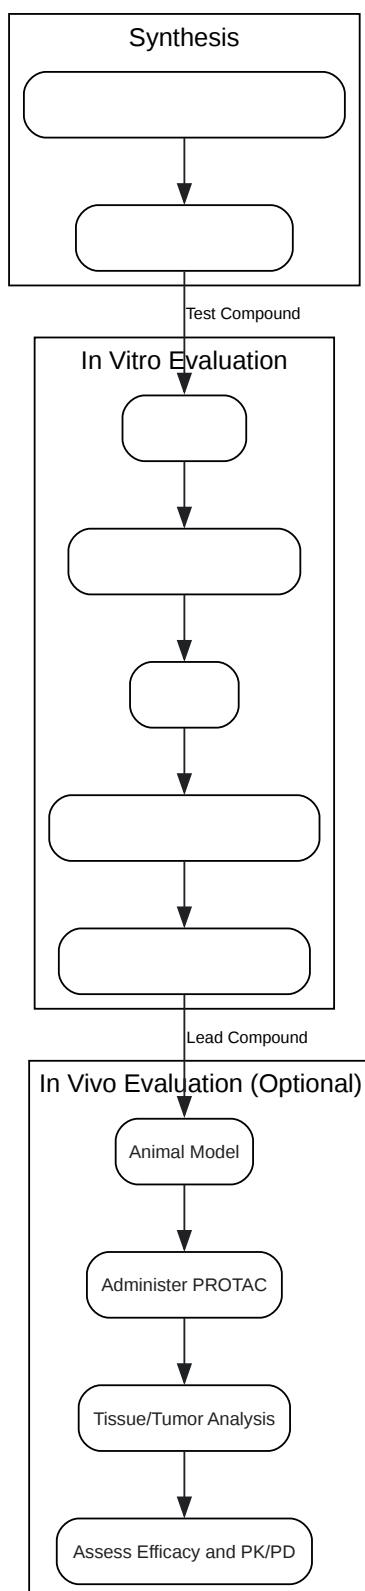 Synthesis
Test Compound
In Vitro Evaluation
Lead Compound
In Vivo Evaluation (Optional)
Animal Model
Administer PROTAC
Tissue/Tumor Analysis
Assess Efficacy and PK/PD